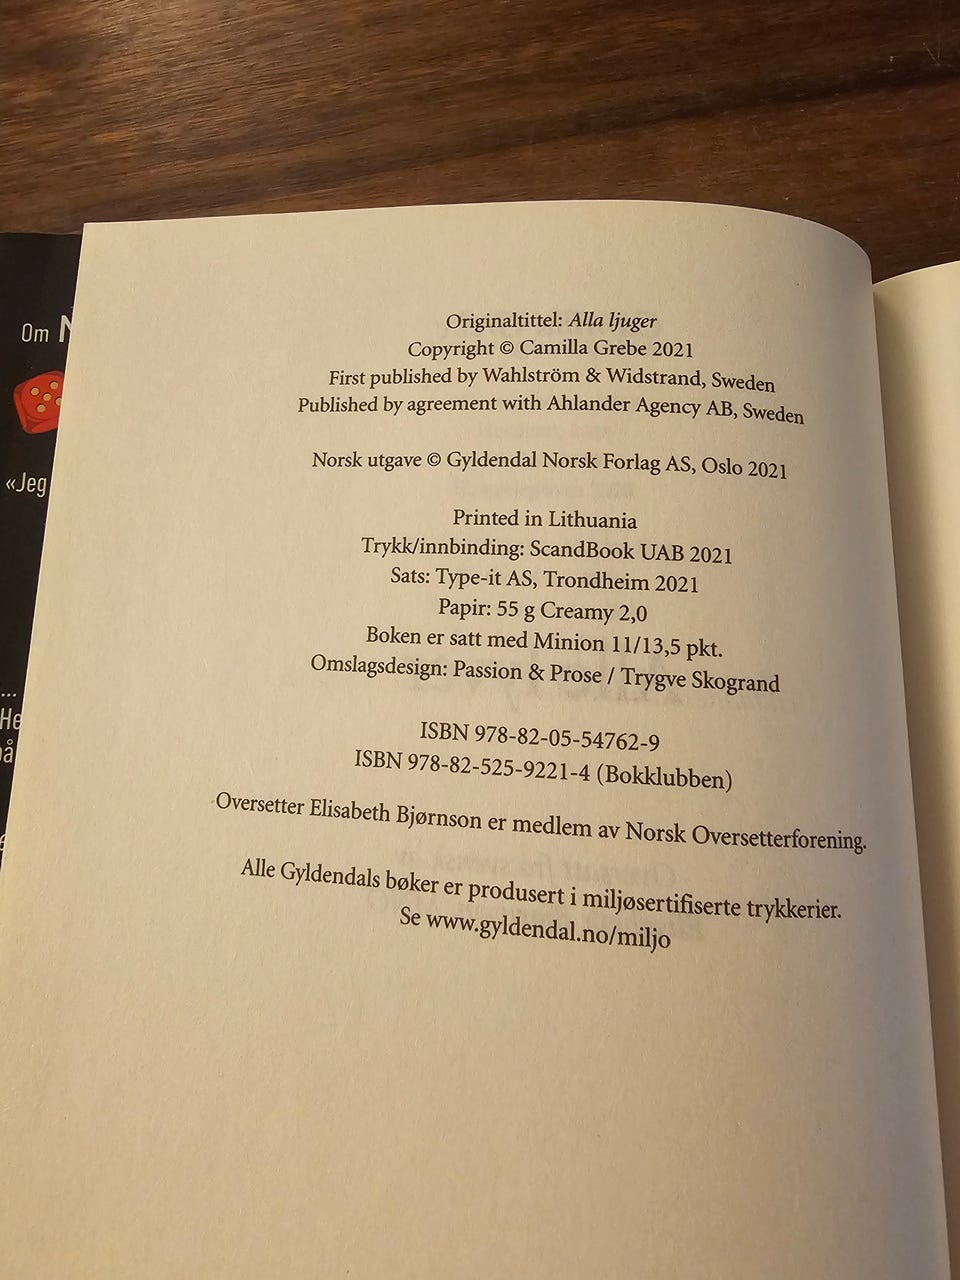 Originaltittel: Alla ljuger
Copyright © Camilla Grebe 2021
First published by Wahlström & Widstrand, Sweden
Published by agreement with Ahlander Agency AB, Sweden
Norsk utgave © Gyldendal Norsk Forlag AS, Oslo 2021
Printed in Lithuania
Trykk/innbinding: ScandBook UAB 2021
Sats: Type-it AS, Trondheim 2021
Papir: 55 g Creamy 2,0
Boken er satt med Minion 11/13,5 pkt.
Omslagsdesign: Passion & Prose / Trygve Skogrand
ISBN 978-82-05-54762-9
ISBN 978-82-525-9221-4 (Bokklubben)
Oversetter Elisabeth Bjørnson er medlem av Norsk Oversetterforening.
Alle Gyldendals bøker er produsert i miljøsertifiserte trykkerier.
Se www.gyldendal.no/miljo
Om
«Jeg